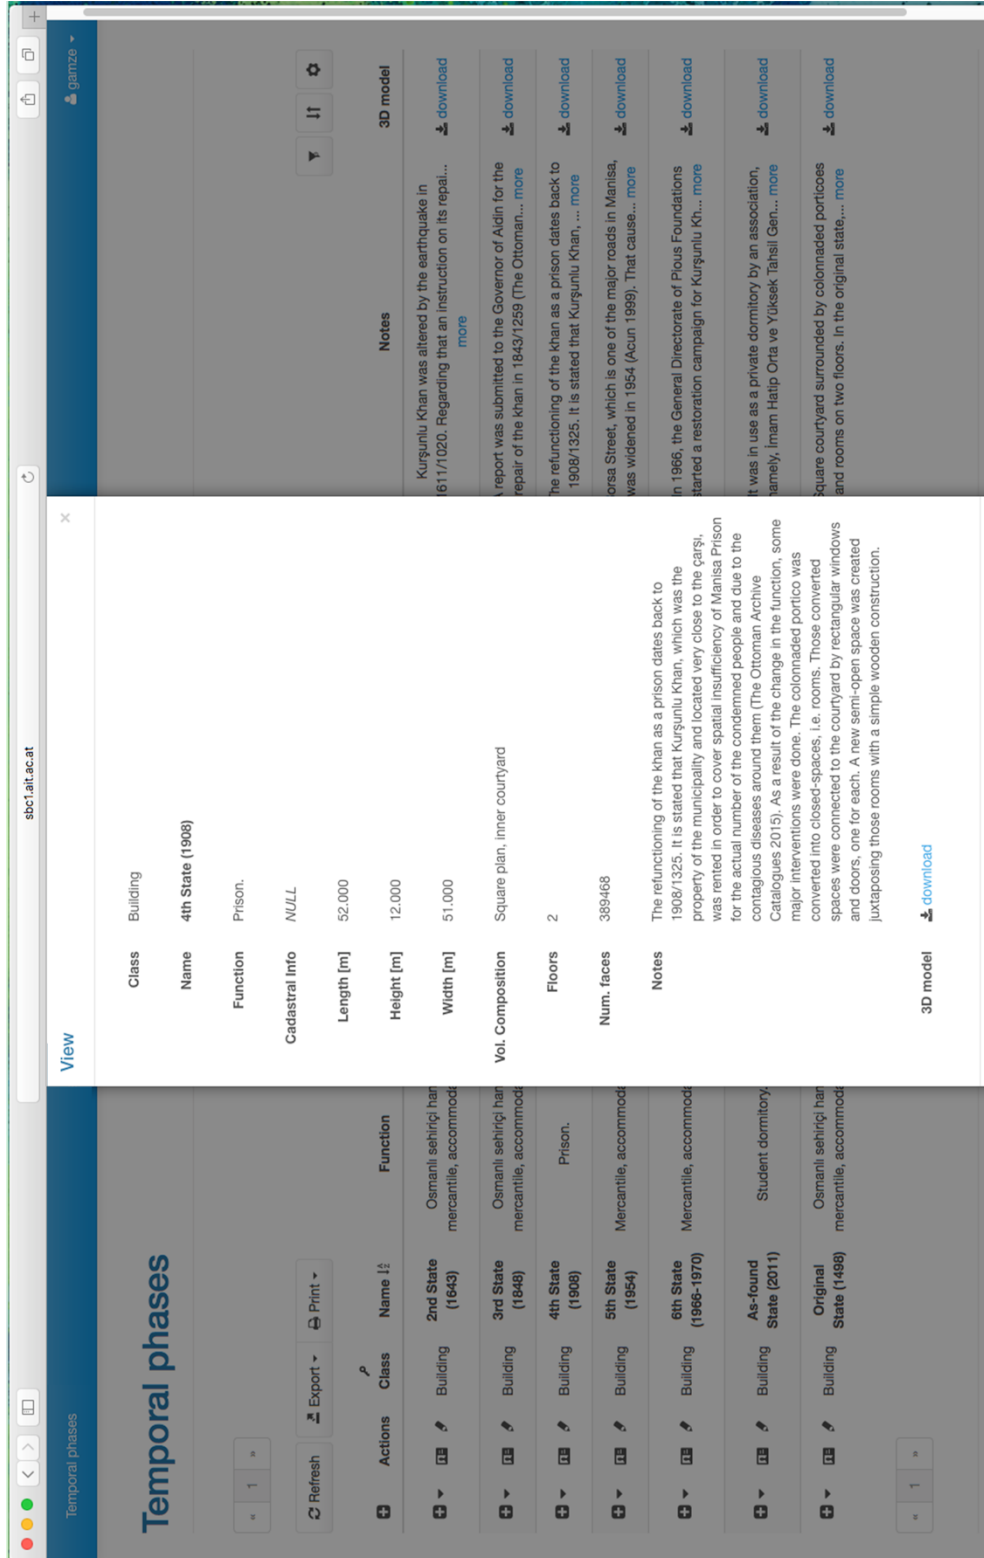 sbc1.ait.ac.at
Temporal phases
gamze
Temporal phases
« 1 »
Refresh Export Print
Actions Class Name Function Notes 3D model
Building 2nd State (1643) Osmanlı sehiriçi han
mercantile, accommoda
Kurşunlu Khan was altered by the earthquake in
1611/1020. Regarding that an instruction on its repai...
more
download
Building 3rd State (1848) Osmanlı sehiriçi han
mercantile, accommoda
report was submitted to the Governor of Aidin for the
repair of the khan in 1843/1259 (The Ottoman... more
download
Building 4th State (1908) Prison.
The refunctioning of the khan as a prison dates back to
1908/1325. It is stated that Kurşunlu Khan, ... more
download
Building 5th State (1954) Mercantile, accommoda
orsa Street, which is one of the major roads in Manisa,
was widened in 1954 (Acun 1999). That cause... more
download
Building 6th State (1966-1970) Mercantile, accommoda
In 1966, the General Directorate of Pious Foundations
started a restoration campaign for Kurşunlu Kh... more
download
Building As-found State (2011) Student dormitory.
It was in use as a private dormitory by an association,
namely, İmam Hatip Orta ve Yüksek Tahsil Gen... more
download
Building Original State (1498) Osmanlı sehiriçi han
mercantile, accommoda
Square courtyard surrounded by colonnaded porticoes
and rooms on two floors. In the original state,... more
download
« 1 »
View ×
Class Building
Name 4th State (1908)
Function Prison.
Cadastral Info NULL
Length [m] 52.000
Height [m] 12.000
Width [m] 51.000
Vol. Composition Square plan, inner courtyard
Floors 2
Num. faces 389468
Notes The refunctioning of the khan as a prison dates back to
1908/1325. It is stated that Kurşunlu Khan, which was the
property of the municipality and located very close to the çarşı,
was rented in order to cover spatial insufficiency of Manisa Prison
for the actual number of the condemned people and due to the
contagious diseases around them (The Ottoman Archive
Catalogues 2015). As a result of the change in the function, some
major interventions were done. The colonnaded portico was
converted into closed-spaces, i.e. rooms. Those converted
spaces were connected to the courtyard by rectangular windows
and doors, one for each. A new semi-open space was created
juxtaposing those rooms with a simple wooden construction.
3D model download